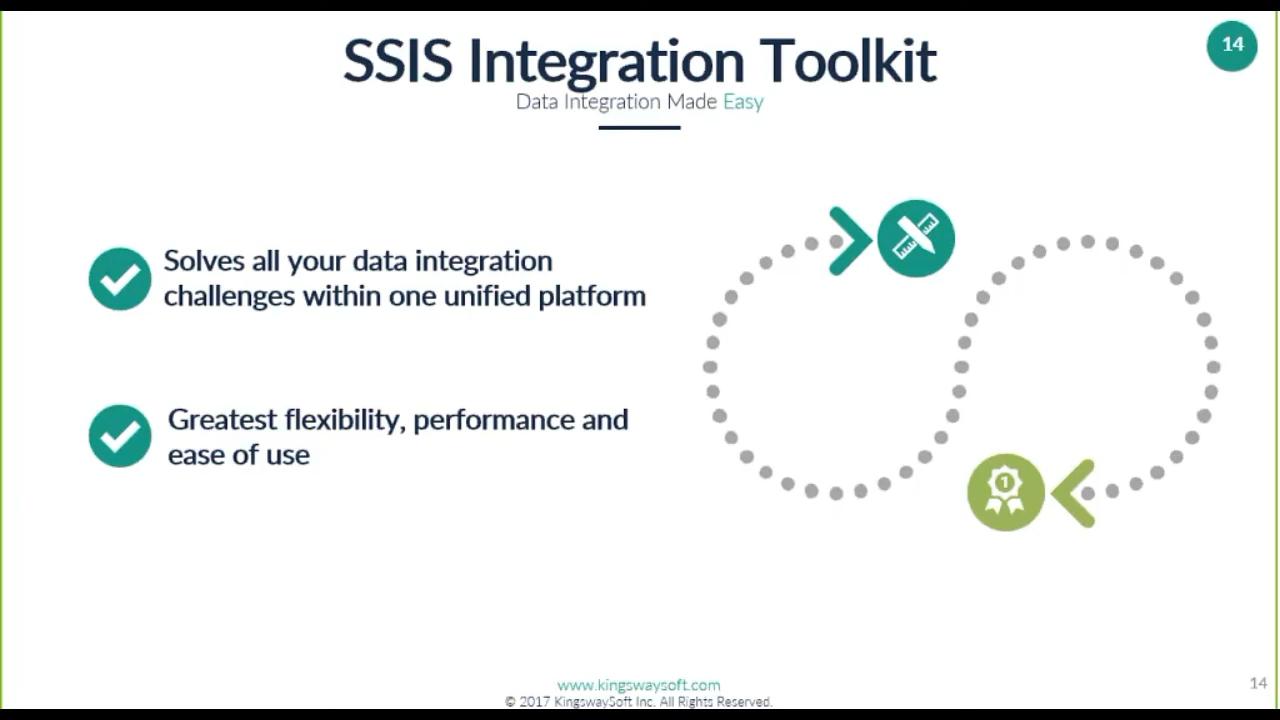 SSIS Integration Toolkit
14
Data Integration Made Easy
Solves all your data integration
challenges within one unified platform
Greatest flexibility, performance and
ease of use
1
www.kingswaysoft.com
14
© 2017 KingswaySoft Inc. All Rights Reserved.